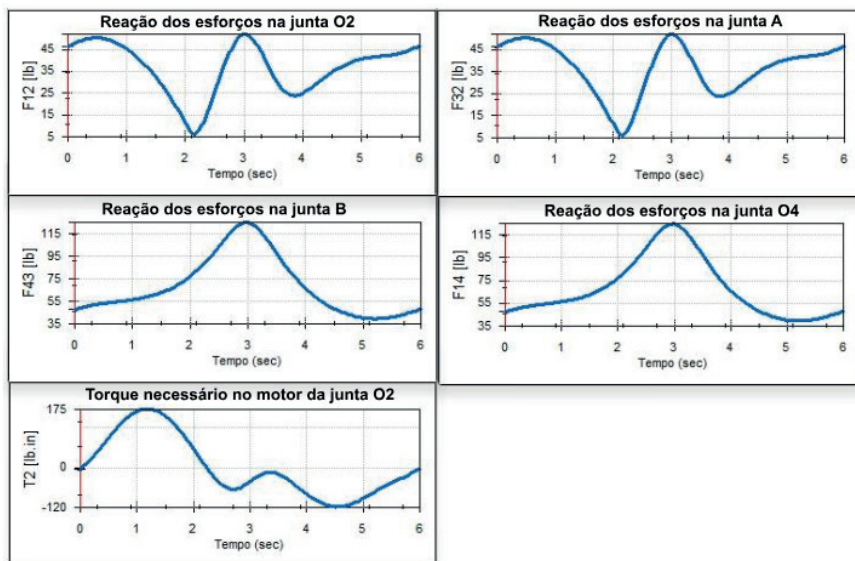 Reação dos esforços na junta O2
F12 [lb]
45
35
25
15
5
0 1 2 3 4 5 6
Tempo (sec)
Reação dos esforços na junta A
F32 [lb]
45
35
25
15
5
0 1 2 3 4 5 6
Tempo (sec)
Reação dos esforços na junta B
F43 [lb]
115
95
75
55
35
0 1 2 3 4 5 6
Tempo (sec)
Reação dos esforços na junta O4
F14 [lb]
115
95
75
55
35
0 1 2 3 4 5 6
Tempo (sec)
Torque necessário no motor da junta O2
T2 [lb.in]
175
0
-120
0 1 2 3 4 5 6
Tempo (sec)